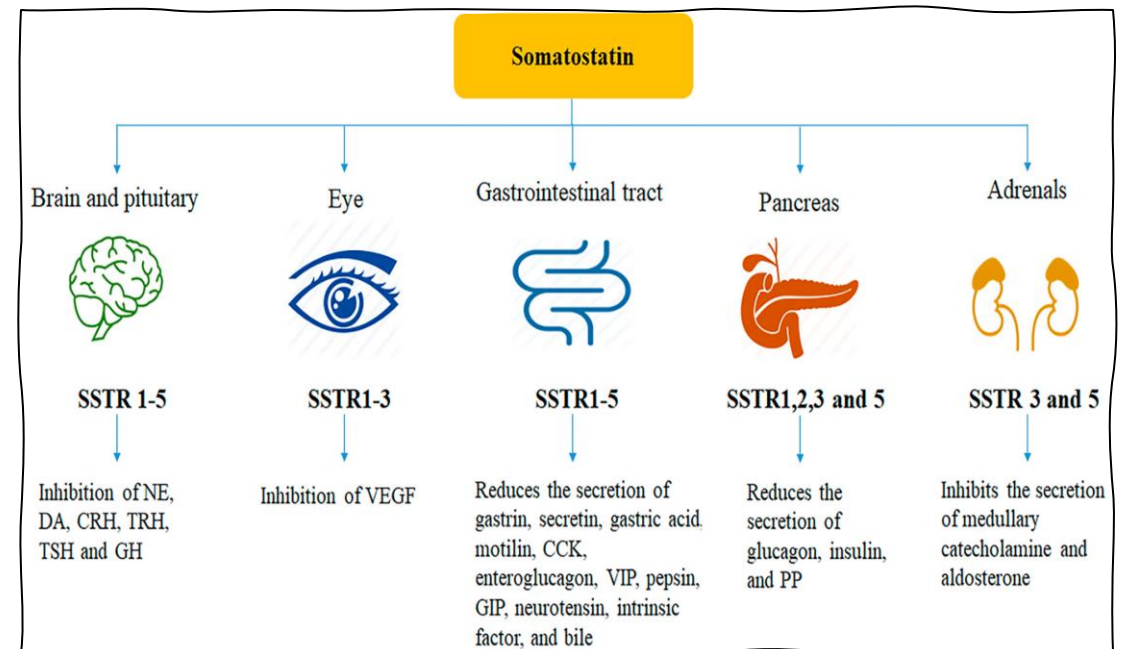 Somatostatin
Brain and pituitary
Eye
Gastrointestinal tract
Pancreas
Adrenals
SSTR 1-5
SSTR1-3
SSTR1-5
SSTR1,2,3 and 5
SSTR 3 and 5
Inhibition of NE,
DA, CRH, TRH,
TSH and GH
Inhibition of VEGF
Reduces the secretion of
gastrin, secretin, gastric acid,
motilin, CCK,
enteroglucagon, VIP, pepsin,
GIP, neurotensin, intrinsic
factor, and bile
Reduces the
secretion of
glucagon, insulin,
and PP
Inhibits the secretion
of medullary
catecholamine and
aldosterone